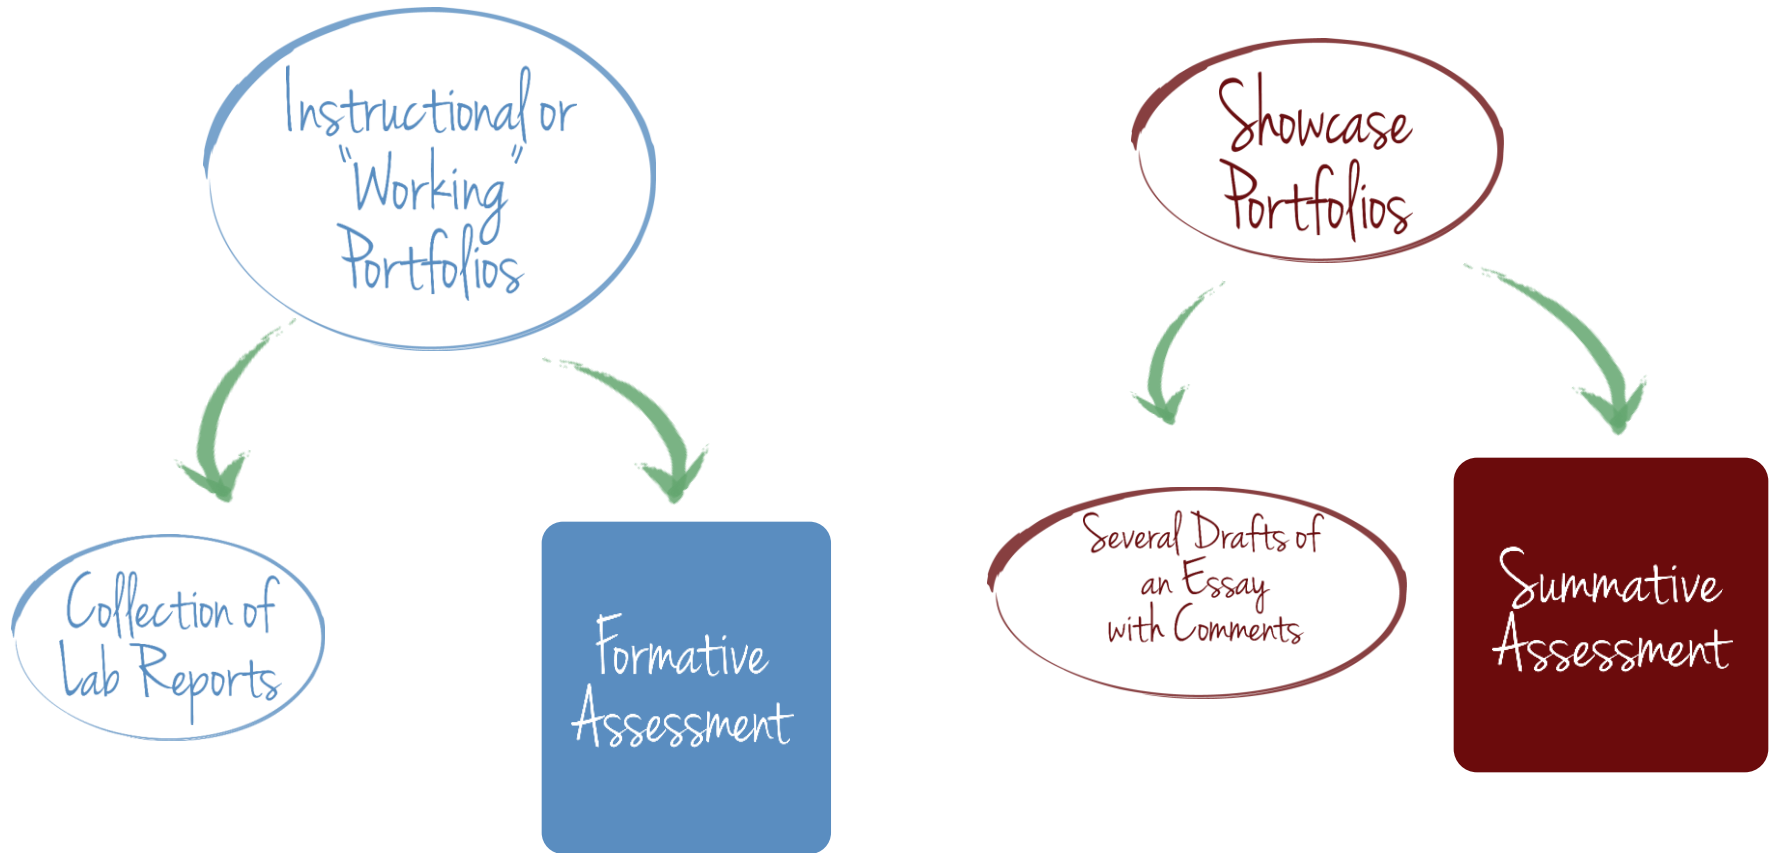 Instructional or
"Working"
Portfolios
Collection of
Lab Reports
Formative
Assessment
Showcase
Portfolios
Several Drafts of
an Essay
with Comments
Summative
Assessment